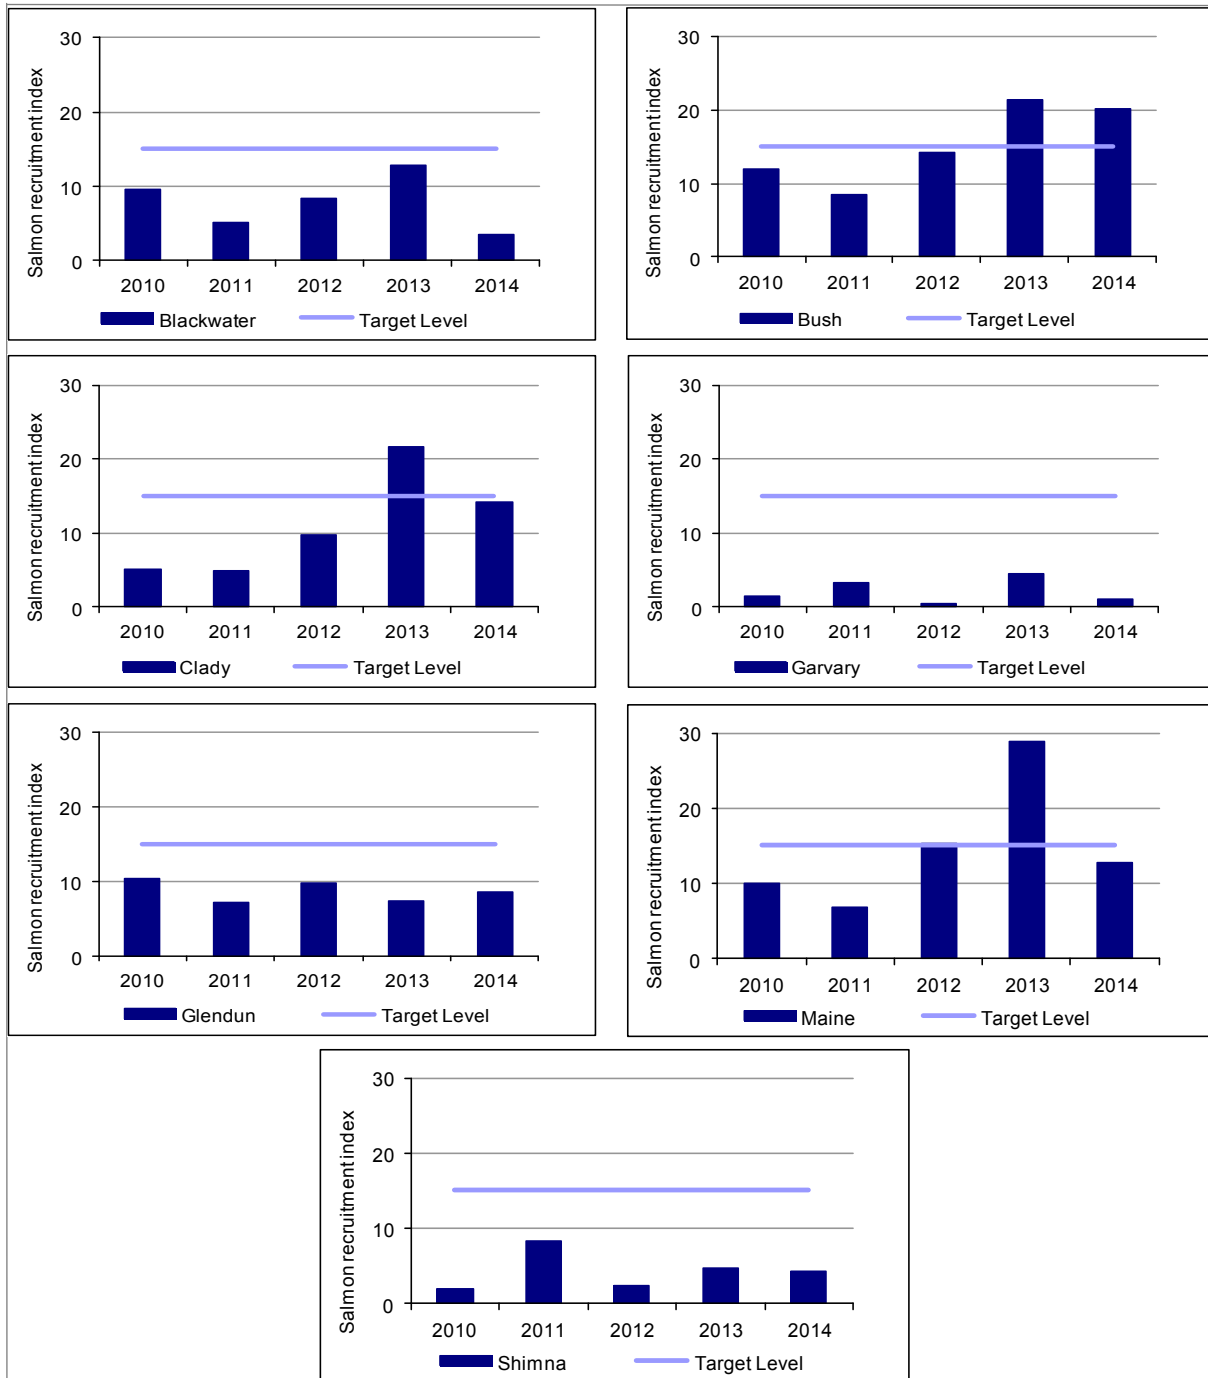 Salmon recruitment index
30
20
10
0
2010 2011 2012 2013 2014
Blackwater Target Level
Salmon recruitment index
30
20
10
0
2010 2011 2012 2013 2014
Bush Target Level
Salmon recruitment index
30
20
10
0
2010 2011 2012 2013 2014
Clady Target Level
30
20
10
0
2010 2011 2012 2013 2014
Garvary Target Level
Salmon recruitment index
Salmon recruitment index
30
20
10
0
2010 2011 2012 2013 2014
Glendun Target Level
Salmon recruitment index
30
20
10
0
2010 2011 2012 2013 2014
Maine Target Level
Salmon recruitment index
30
20
10
0
2010 2011 2012 2013 2014
Shimna Target Level